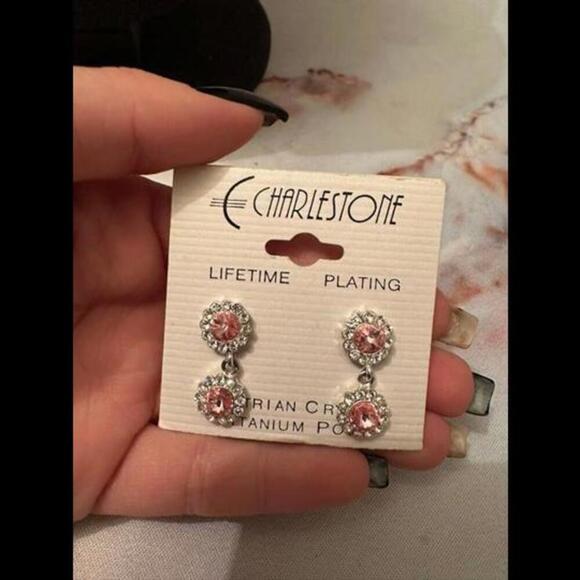 CHARLESTONE
LIFETIME PLATING
RIAN CR
TANIUM PO